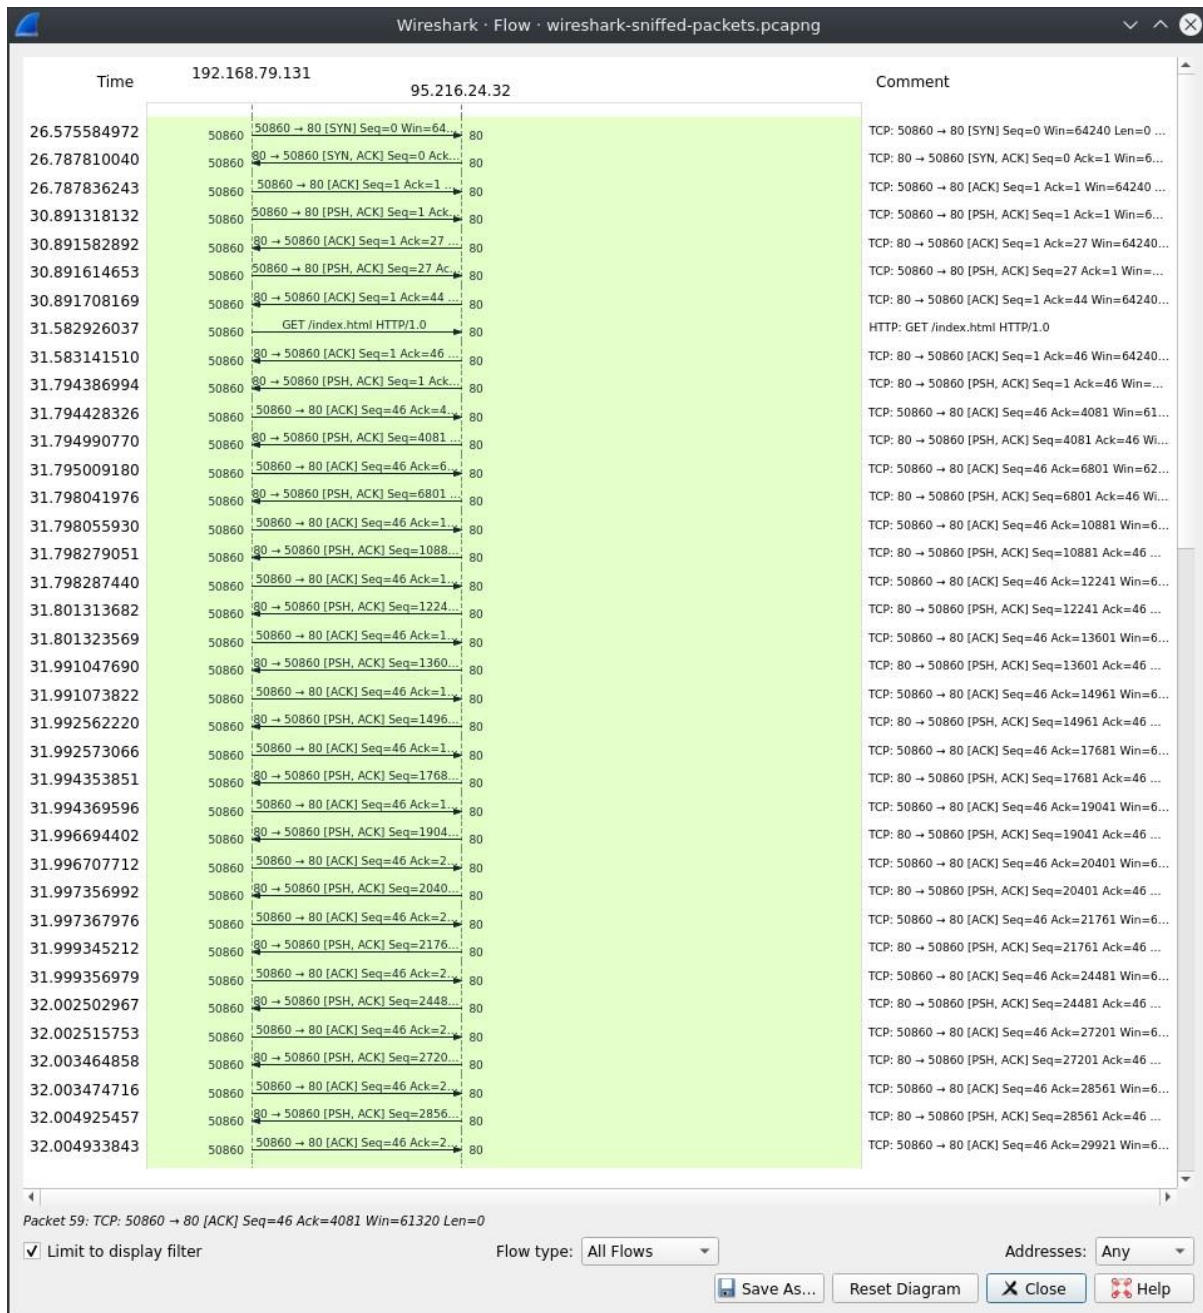 Wireshark · Flow · wireshark-sniffed-packets.pcapng
Time 192.168.79.131 95.216.24.32 Comment
26.575584972 50860 50860 → 80 [SYN] Seq=0 Win=64... 80 TCP: 50860 → 80 [SYN] Seq=0 Win=64240 Len=0 ...
26.787810040 50860 80 → 50860 [SYN, ACK] Seq=0 Ack... 80 TCP: 80 → 50860 [SYN, ACK] Seq=0 Ack=1 Win=6...
26.787836243 50860 50860 → 80 [ACK] Seq=1 Ack=1 ... 80 TCP: 50860 → 80 [ACK] Seq=1 Ack=1 Win=64240 ...
30.891318132 50860 50860 → 80 [PSH, ACK] Seq=1 Ack... 80 TCP: 50860 → 80 [PSH, ACK] Seq=1 Ack=1 Win=6...
30.891582892 50860 80 → 50860 [ACK] Seq=1 Ack=27 ... 80 TCP: 80 → 50860 [ACK] Seq=1 Ack=27 Win=64240...
30.891614653 50860 50860 → 80 [PSH, ACK] Seq=27 Ac... 80 TCP: 50860 → 80 [PSH, ACK] Seq=27 Ack=1 Win=...
30.891708169 50860 80 → 50860 [ACK] Seq=1 Ack=44 ... 80 TCP: 80 → 50860 [ACK] Seq=1 Ack=44 Win=64240...
31.582926037 50860 GET /index.html HTTP/1.0 80 HTTP: GET /index.html HTTP/1.0
31.583141510 50860 80 → 50860 [ACK] Seq=1 Ack=46 ... 80 TCP: 80 → 50860 [ACK] Seq=1 Ack=46 Win=64240...
31.794386994 50860 80 → 50860 [PSH, ACK] Seq=1 Ack... 80 TCP: 80 → 50860 [PSH, ACK] Seq=1 Ack=46 Win=...
31.794428326 50860 50860 → 80 [ACK] Seq=46 Ack=4... 80 TCP: 50860 → 80 [ACK] Seq=46 Ack=4081 Win=61...
31.794990770 50860 80 → 50860 [PSH, ACK] Seq=4081 ... 80 TCP: 80 → 50860 [PSH, ACK] Seq=4081 Ack=46 Wi...
31.795009180 50860 50860 → 80 [ACK] Seq=46 Ack=6... 80 TCP: 50860 → 80 [ACK] Seq=46 Ack=6801 Win=62...
31.798041976 50860 80 → 50860 [PSH, ACK] Seq=6801 ... 80 TCP: 80 → 50860 [PSH, ACK] Seq=6801 Ack=46 Wi...
31.798055930 50860 50860 → 80 [ACK] Seq=46 Ack=1... 80 TCP: 50860 → 80 [ACK] Seq=46 Ack=10881 Win=6...
31.798279051 50860 80 → 50860 [PSH, ACK] Seq=1088... 80 TCP: 80 → 50860 [PSH, ACK] Seq=10881 Ack=46 ...
31.798287440 50860 50860 → 80 [ACK] Seq=46 Ack=1... 80 TCP: 50860 → 80 [ACK] Seq=46 Ack=12241 Win=6...
31.801313682 50860 80 → 50860 [PSH, ACK] Seq=1224... 80 TCP: 80 → 50860 [PSH, ACK] Seq=12241 Ack=46 ...
31.801323569 50860 50860 → 80 [ACK] Seq=46 Ack=1... 80 TCP: 50860 → 80 [ACK] Seq=46 Ack=13601 Win=6...
31.991047690 50860 80 → 50860 [PSH, ACK] Seq=1360... 80 TCP: 80 → 50860 [PSH, ACK] Seq=13601 Ack=46 ...
31.991073822 50860 50860 → 80 [ACK] Seq=46 Ack=1... 80 TCP: 50860 → 80 [ACK] Seq=46 Ack=14961 Win=6...
31.992562220 50860 80 → 50860 [PSH, ACK] Seq=1496... 80 TCP: 80 → 50860 [PSH, ACK] Seq=14961 Ack=46 ...
31.992573066 50860 50860 → 80 [ACK] Seq=46 Ack=1... 80 TCP: 50860 → 80 [ACK] Seq=46 Ack=17681 Win=6...
31.994353851 50860 80 → 50860 [PSH, ACK] Seq=1768... 80 TCP: 80 → 50860 [PSH, ACK] Seq=17681 Ack=46 ...
31.994369596 50860 50860 → 80 [ACK] Seq=46 Ack=1... 80 TCP: 50860 → 80 [ACK] Seq=46 Ack=19041 Win=6...
31.996694402 50860 80 → 50860 [PSH, ACK] Seq=1904... 80 TCP: 80 → 50860 [PSH, ACK] Seq=19041 Ack=46 ...
31.996707712 50860 50860 → 80 [ACK] Seq=46 Ack=2... 80 TCP: 50860 → 80 [ACK] Seq=46 Ack=20401 Win=6...
31.997356992 50860 80 → 50860 [PSH, ACK] Seq=2040... 80 TCP: 80 → 50860 [PSH, ACK] Seq=20401 Ack=46 ...
31.997367976 50860 50860 → 80 [ACK] Seq=46 Ack=2... 80 TCP: 50860 → 80 [ACK] Seq=46 Ack=21761 Win=6...
31.999345212 50860 80 → 50860 [PSH, ACK] Seq=2176... 80 TCP: 80 → 50860 [PSH, ACK] Seq=21761 Ack=46 ...
31.999356979 50860 50860 → 80 [ACK] Seq=46 Ack=2... 80 TCP: 50860 → 80 [ACK] Seq=46 Ack=24481 Win=6...
32.002502967 50860 80 → 50860 [PSH, ACK] Seq=2448... 80 TCP: 80 → 50860 [PSH, ACK] Seq=24481 Ack=46 ...
32.002515753 50860 50860 → 80 [ACK] Seq=46 Ack=2... 80 TCP: 50860 → 80 [ACK] Seq=46 Ack=27201 Win=6...
32.003464858 50860 80 → 50860 [PSH, ACK] Seq=2720... 80 TCP: 80 → 50860 [PSH, ACK] Seq=27201 Ack=46 ...
32.003474716 50860 50860 → 80 [ACK] Seq=46 Ack=2... 80 TCP: 50860 → 80 [ACK] Seq=46 Ack=28561 Win=6...
32.004925457 50860 80 → 50860 [PSH, ACK] Seq=2856... 80 TCP: 80 → 50860 [PSH, ACK] Seq=28561 Ack=46 ...
32.004933843 50860 50860 → 80 [ACK] Seq=46 Ack=2... 80 TCP: 50860 → 80 [ACK] Seq=46 Ack=29921 Win=6...
Packet 59: TCP: 50860 → 80 [ACK] Seq=46 Ack=4081 Win=61320 Len=0
Limit to display filter Flow type: All Flows Addresses: Any
Save As... Reset Diagram Close Help